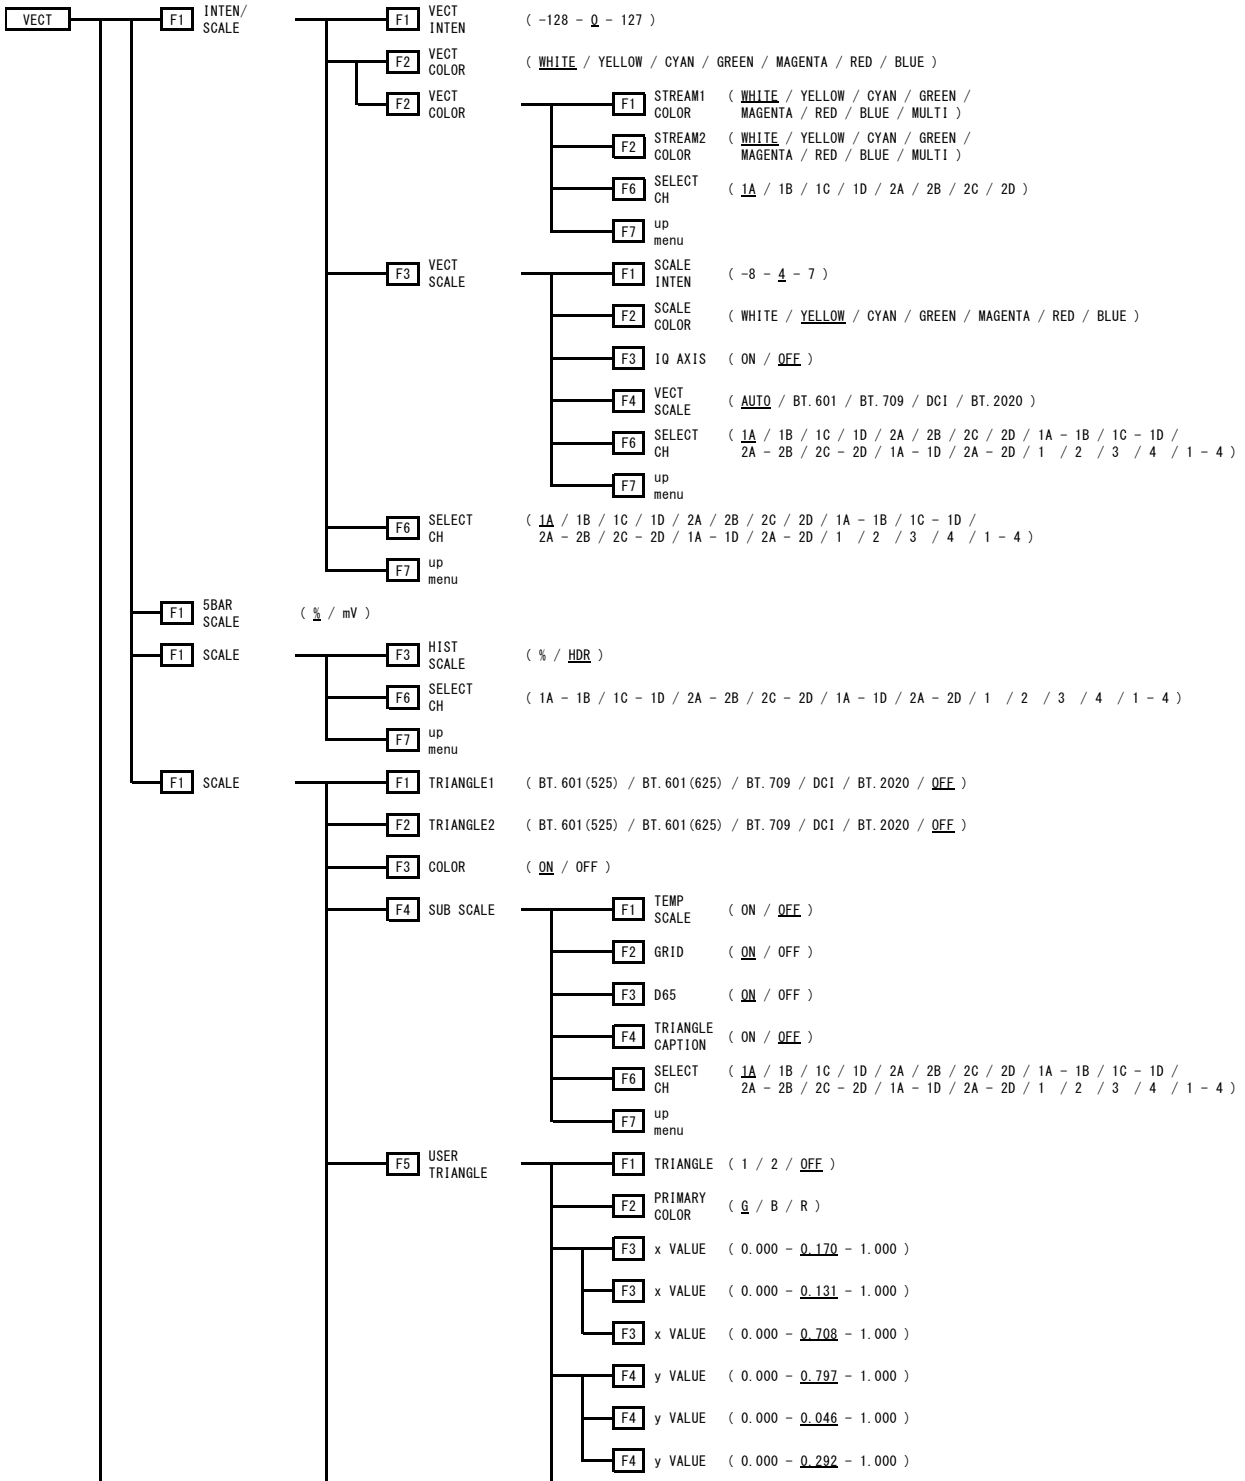 VECT F1 INTEN/ SCALE F1 VECT INTEN ( -128 - 0 - 127 )
F2 VECT COLOR ( WHITE / YELLOW / CYAN / GREEN / MAGENTA / RED / BLUE )
F2 VECT COLOR F1 STREAM1 COLOR ( WHITE / YELLOW / CYAN / GREEN /
MAGENTA / RED / BLUE / MULTI )
F2 STREAM2 COLOR ( WHITE / YELLOW / CYAN / GREEN /
MAGENTA / RED / BLUE / MULTI )
F6 SELECT CH ( 1A / 1B / 1C / 1D / 2A / 2B / 2C / 2D )
F7 up menu
F3 VECT SCALE F1 SCALE INTEN ( -8 - 4 - 7 )
F2 SCALE COLOR ( WHITE / YELLOW / CYAN / GREEN / MAGENTA / RED / BLUE )
F3 IQ AXIS ( ON / OFF )
F4 VECT SCALE ( AUTO / BT.601 / BT.709 / DCI / BT.2020 )
F6 SELECT CH ( 1A / 1B / 1C / 1D / 2A / 2B / 2C / 2D / 1A - 1B / 1C - 1D /
2A - 2B / 2C - 2D / 1A - 1D / 2A - 2D / 1 / 2 / 3 / 4 / 1 - 4 )
F7 up menu
F6 SELECT CH ( 1A / 1B / 1C / 1D / 2A / 2B / 2C / 2D / 1A - 1B / 1C - 1D /
2A - 2B / 2C - 2D / 1A - 1D / 2A - 2D / 1 / 2 / 3 / 4 / 1 - 4 )
F7 up menu
F1 5BAR SCALE ( % / mV )
F1 SCALE F3 HIST SCALE ( % / HDR )
F6 SELECT CH ( 1A - 1B / 1C - 1D / 2A - 2B / 2C - 2D / 1A - 1D / 2A - 2D / 1 / 2 / 3 / 4 / 1 - 4 )
F7 up menu
F1 SCALE F1 TRIANGLE1 ( BT.601(525) / BT.601(625) / BT.709 / DCI / BT.2020 / OFF )
F2 TRIANGLE2 ( BT.601(525) / BT.601(625) / BT.709 / DCI / BT.2020 / OFF )
F3 COLOR ( ON / OFF )
F4 SUB SCALE F1 TEMP SCALE ( ON / OFF )
F2 GRID ( ON / OFF )
F3 D65 ( ON / OFF )
F4 TRIANGLE CAPTION ( ON / OFF )
F6 SELECT CH ( 1A / 1B / 1C / 1D / 2A / 2B / 2C / 2D / 1A - 1B / 1C - 1D /
2A - 2B / 2C - 2D / 1A - 1D / 2A - 2D / 1 / 2 / 3 / 4 / 1 - 4 )
F7 up menu
F5 USER TRIANGLE F1 TRIANGLE ( 1 / 2 / OFF )
F2 PRIMARY COLOR ( G / B / R )
F3 x VALUE ( 0.000 - 0.170 - 1.000 )
F3 x VALUE ( 0.000 - 0.131 - 1.000 )
F3 x VALUE ( 0.000 - 0.708 - 1.000 )
F4 y VALUE ( 0.000 - 0.797 - 1.000 )
F4 y VALUE ( 0.000 - 0.046 - 1.000 )
F4 y VALUE ( 0.000 - 0.292 - 1.000 )